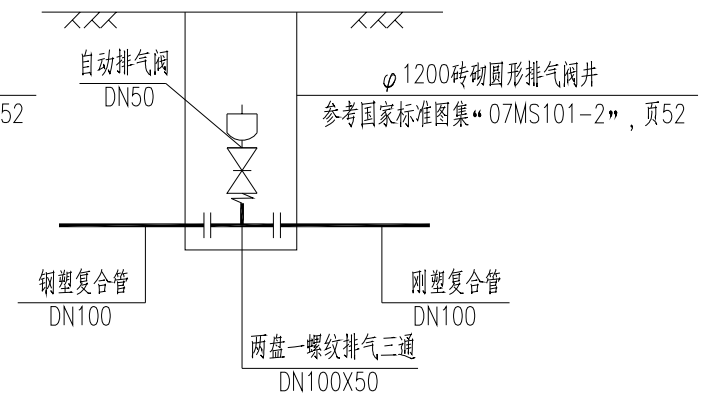 自动排气阀
DN50
52
φ1200砖砌圆形排气阀井
参考国家标准图集“07MS101-2”,页52
钢塑复合管
DN100
刚塑复合管
DN100
两盘一螺纹排气三通
DN100X50